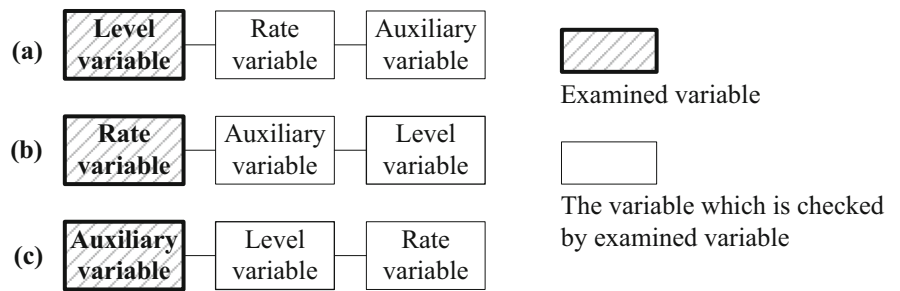 (a)
Level
variable
Rate
variable
Auxiliary
variable
(b)
Rate
variable
Auxiliary
variable
Level
variable
(c)
Auxiliary
variable
Level
variable
Rate
variable
Examined variable
The variable which is checked
by examined variable